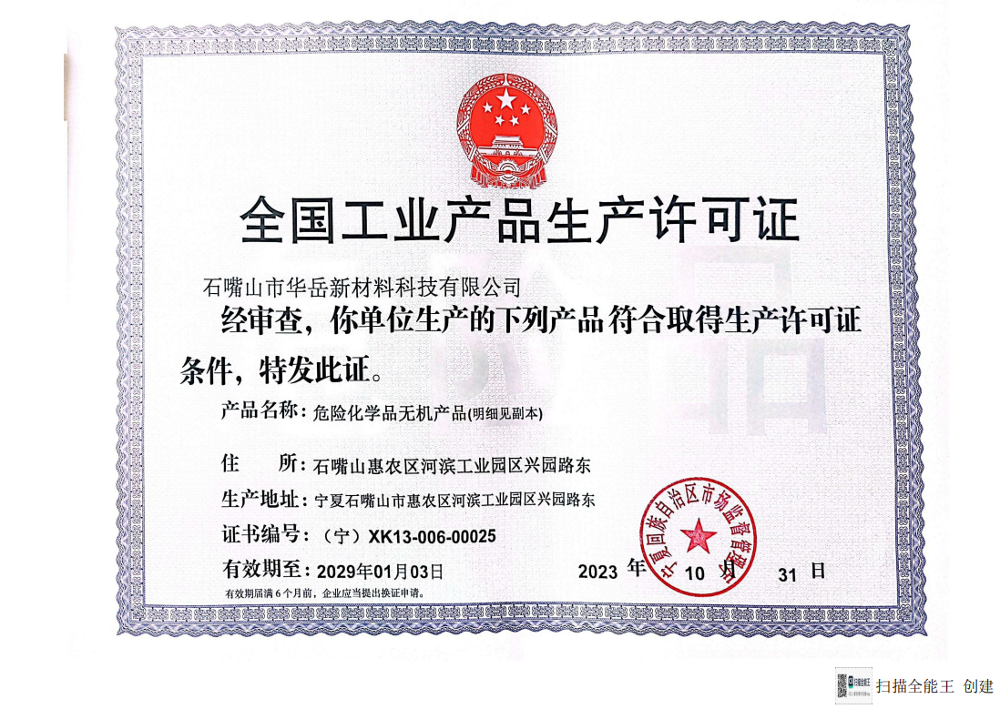 全国工业产品生产许可证
石嘴山市华岳新材料科技有限公司
经审查，你单位生产的下列产品符合取得生产许可证
条件，特发此证。
产品名称：危险化学品无机产品(明细见副本)
住 所：石嘴山惠农区河滨工业园区兴园路东
生产地址：宁夏石嘴山市惠农区河滨工业园区兴园路东
证书编号：（宁）XK13-006-00025
有效期至：2029年01月03日
有效期届满6个月前，企业应当提出换证申请。
2023 年 10 月 31 日
宁夏回族自治区市场监督管理厅
扫描全能王 创建